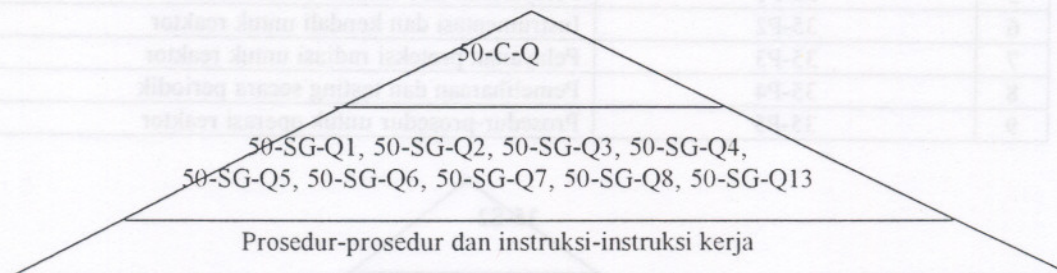 50-C-Q
50-SG-Q1, 50-SG-Q2, 50-SG-Q3, 50-SG-Q4,
50-SG-Q5, 50-SG-Q6, 50-SG-Q7, 50-SG-Q8, 50-SG-Q13
Prosedur-prosedur dan instruksi-instruksi kerja